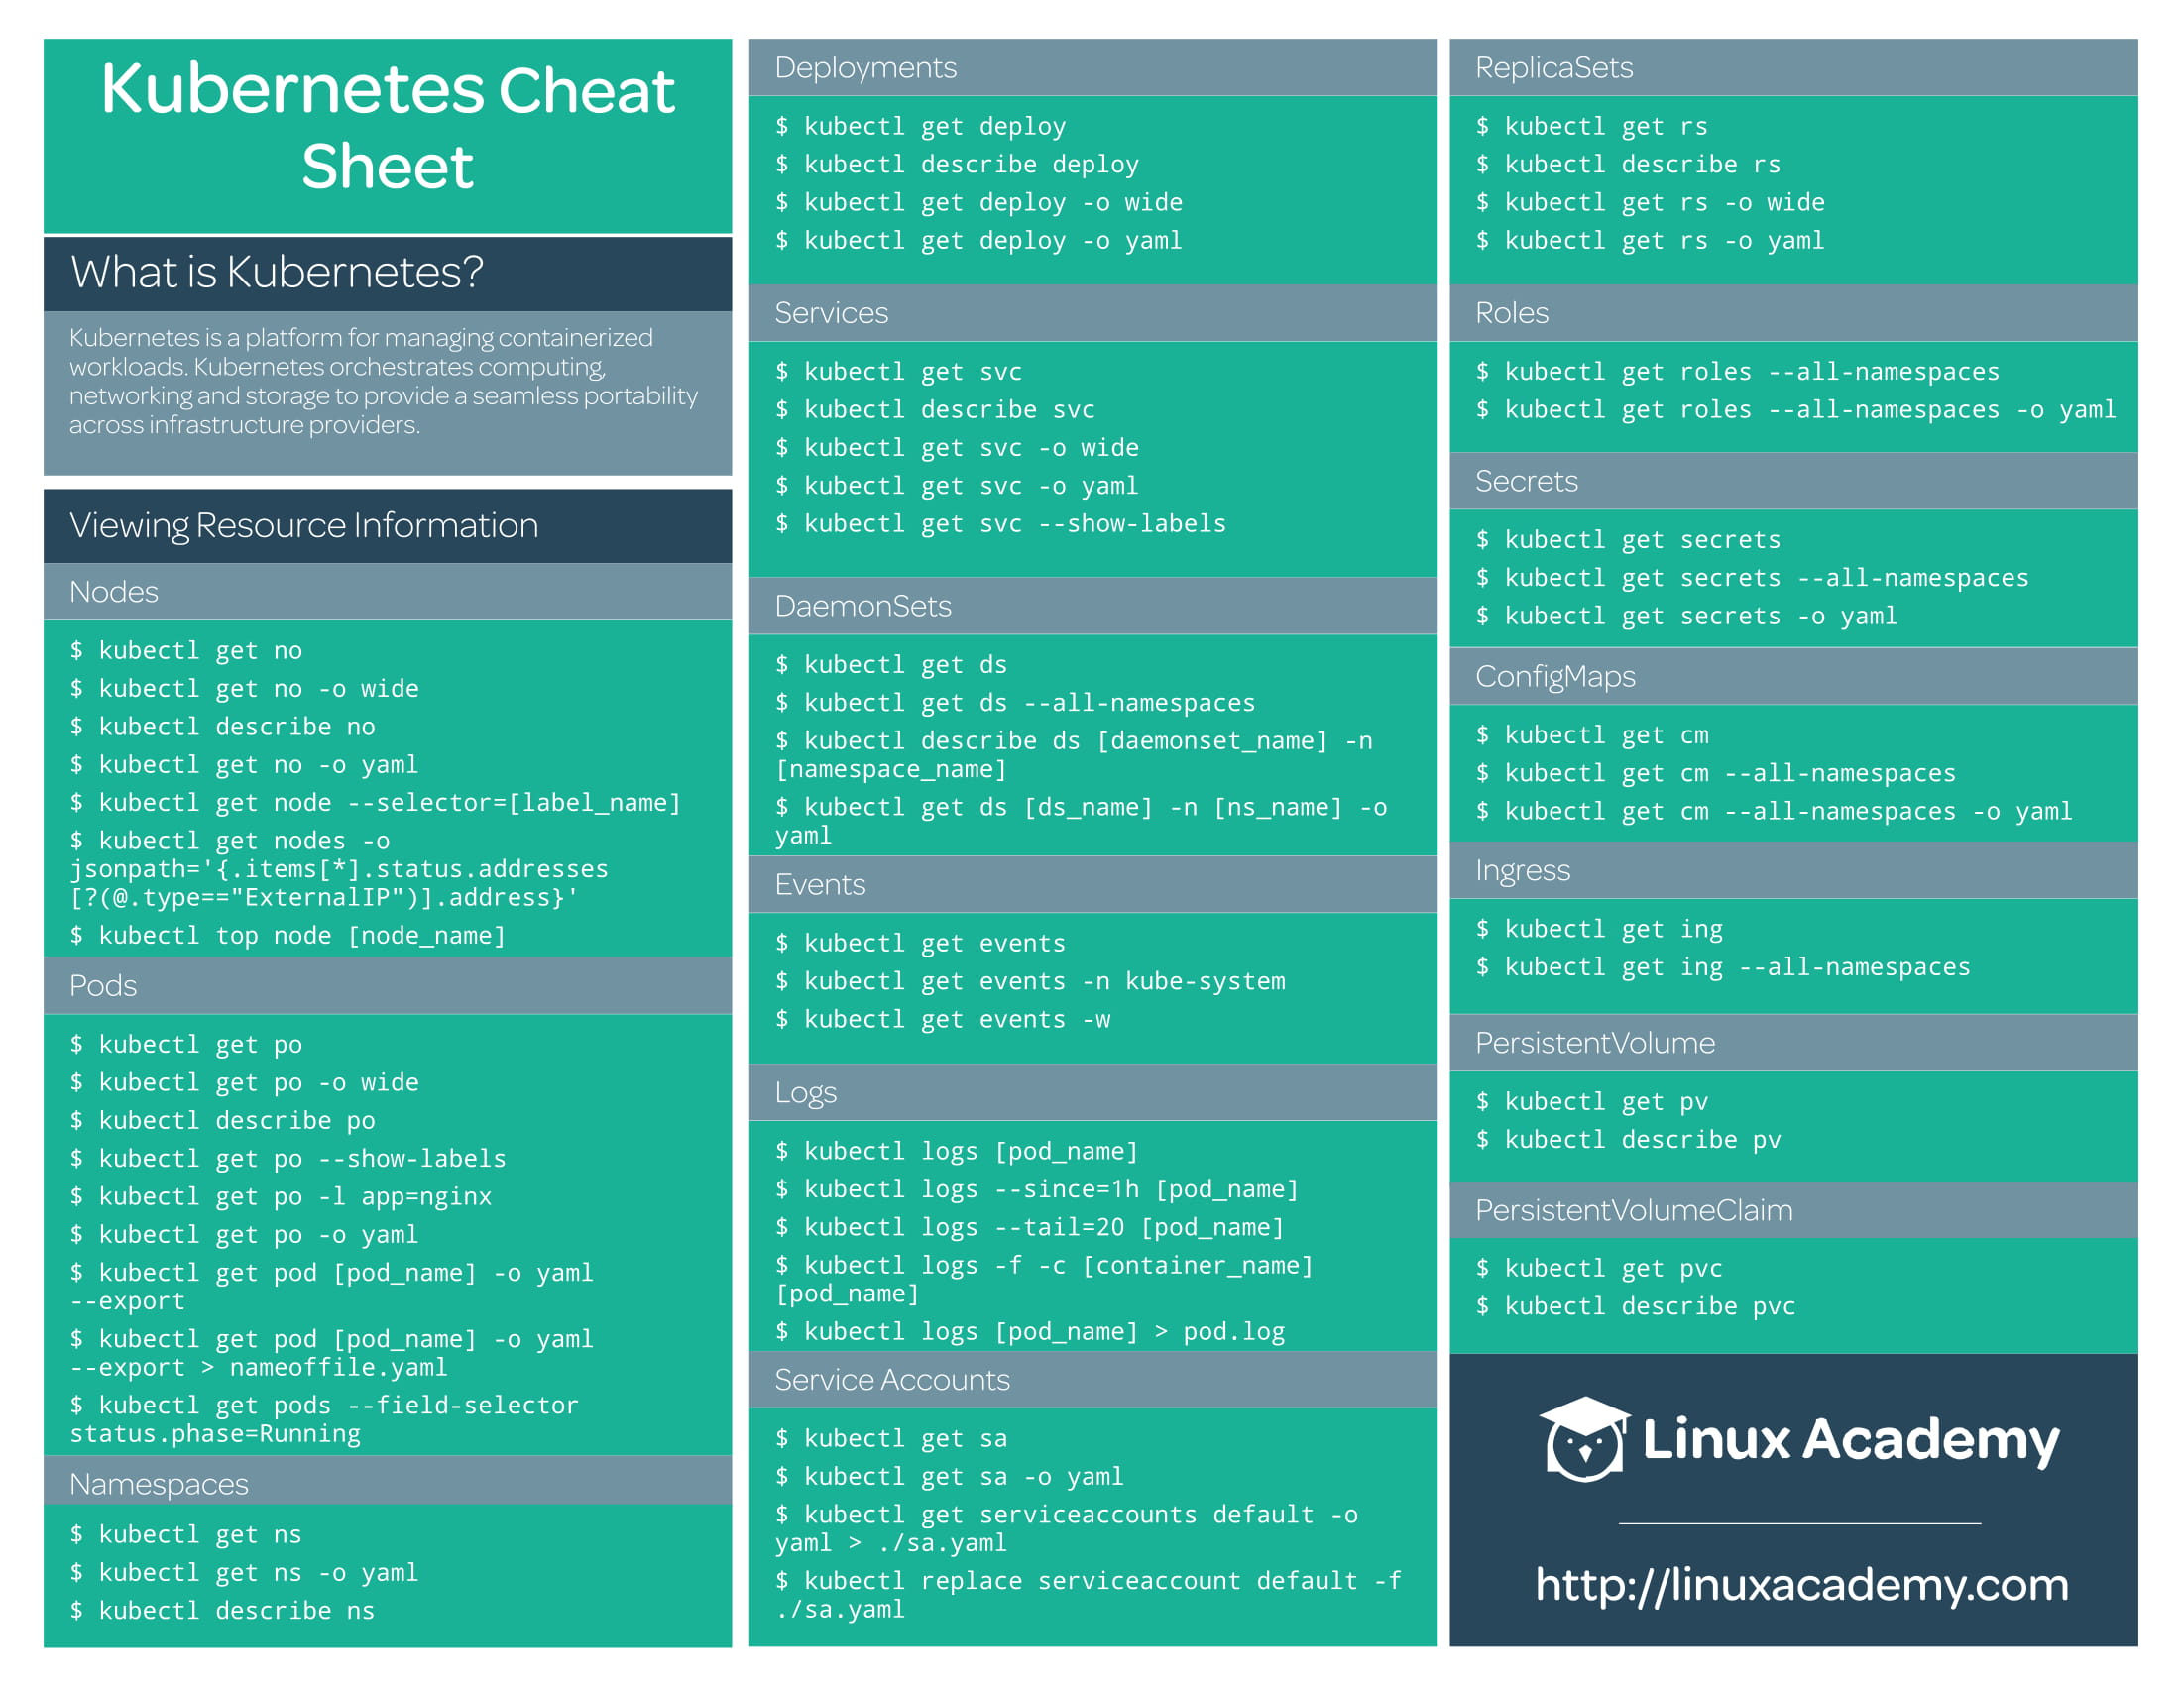 Kubernetes Cheat
Sheet
What is Kubernetes?
Kubernetes is a platform for managing containerized
workloads. Kubernetes orchestrates computing,
networking and storage to provide a seamless portability
across infrastructure providers.
Viewing Resource Information
Nodes
$ kubectl get no
$ kubectl get no -o wide
$ kubectl describe no
$ kubectl get no -o yaml
$ kubectl get node --selector=[label_name]
$ kubectl get nodes -o
jsonpath='{.items[*].status.addresses
[?(@.type=="ExternalIP")].address}'
$ kubectl top node [node_name]
Pods
$ kubectl get po
$ kubectl get po -o wide
$ kubectl describe po
$ kubectl get po --show-labels
$ kubectl get po -l app=nginx
$ kubectl get po -o yaml
$ kubectl get pod [pod_name] -o yaml
--export
$ kubectl get pod [pod_name] -o yaml
--export > nameoffile.yaml
$ kubectl get pods --field-selector
status.phase=Running
Namespaces
$ kubectl get ns
$ kubectl get ns -o yaml
$ kubectl describe ns
Deployments
$ kubectl get deploy
$ kubectl describe deploy
$ kubectl get deploy -o wide
$ kubectl get deploy -o yaml
Services
$ kubectl get svc
$ kubectl describe svc
$ kubectl get svc -o wide
$ kubectl get svc -o yaml
$ kubectl get svc --show-labels
DaemonSets
$ kubectl get ds
$ kubectl get ds --all-namespaces
$ kubectl describe ds [daemonset_name] -n
[namespace_name]
$ kubectl get ds [ds_name] -n [ns_name] -o
yaml
Events
$ kubectl get events
$ kubectl get events -n kube-system
$ kubectl get events -w
Logs
$ kubectl logs [pod_name]
$ kubectl logs --since=1h [pod_name]
$ kubectl logs --tail=20 [pod_name]
$ kubectl logs -f -c [container_name]
[pod_name]
$ kubectl logs [pod_name] > pod.log
Service Accounts
$ kubectl get sa
$ kubectl get sa -o yaml
$ kubectl get serviceaccounts default -o
yaml > ./sa.yaml
$ kubectl replace serviceaccount default -f
./sa.yaml
ReplicaSets
$ kubectl get rs
$ kubectl describe rs
$ kubectl get rs -o wide
$ kubectl get rs -o yaml
Roles
$ kubectl get roles --all-namespaces
$ kubectl get roles --all-namespaces -o yaml
Secrets
$ kubectl get secrets
$ kubectl get secrets --all-namespaces
$ kubectl get secrets -o yaml
ConfigMaps
$ kubectl get cm
$ kubectl get cm --all-namespaces
$ kubectl get cm --all-namespaces -o yaml
Ingress
$ kubectl get ing
$ kubectl get ing --all-namespaces
PersistentVolume
$ kubectl get pv
$ kubectl describe pv
PersistentVolumeClaim
$ kubectl get pvc
$ kubectl describe pvc
Linux Academy
http://linuxacademy.com